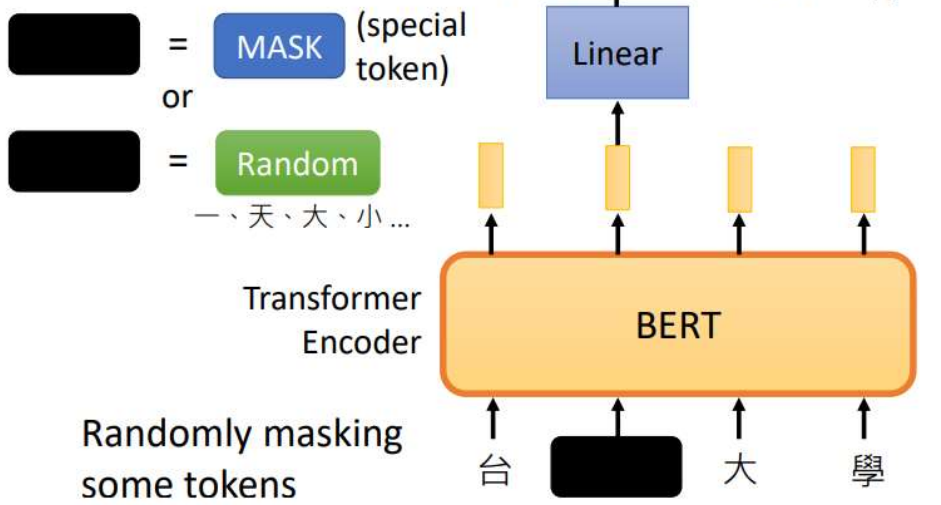 = MASK (special token)
or
= Random
一、天、大、小 ...
Linear
Transformer
Encoder
BERT
Randomly masking
some tokens
台 大 學